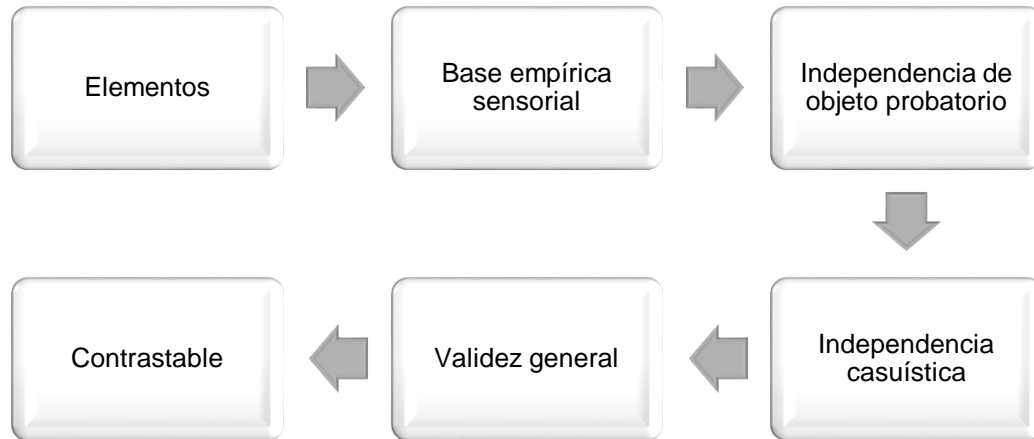 Elementos
Base empírica
sensorial
Independencia de
objeto probatorio
Independencia
casuística
Validez general
Contrastable